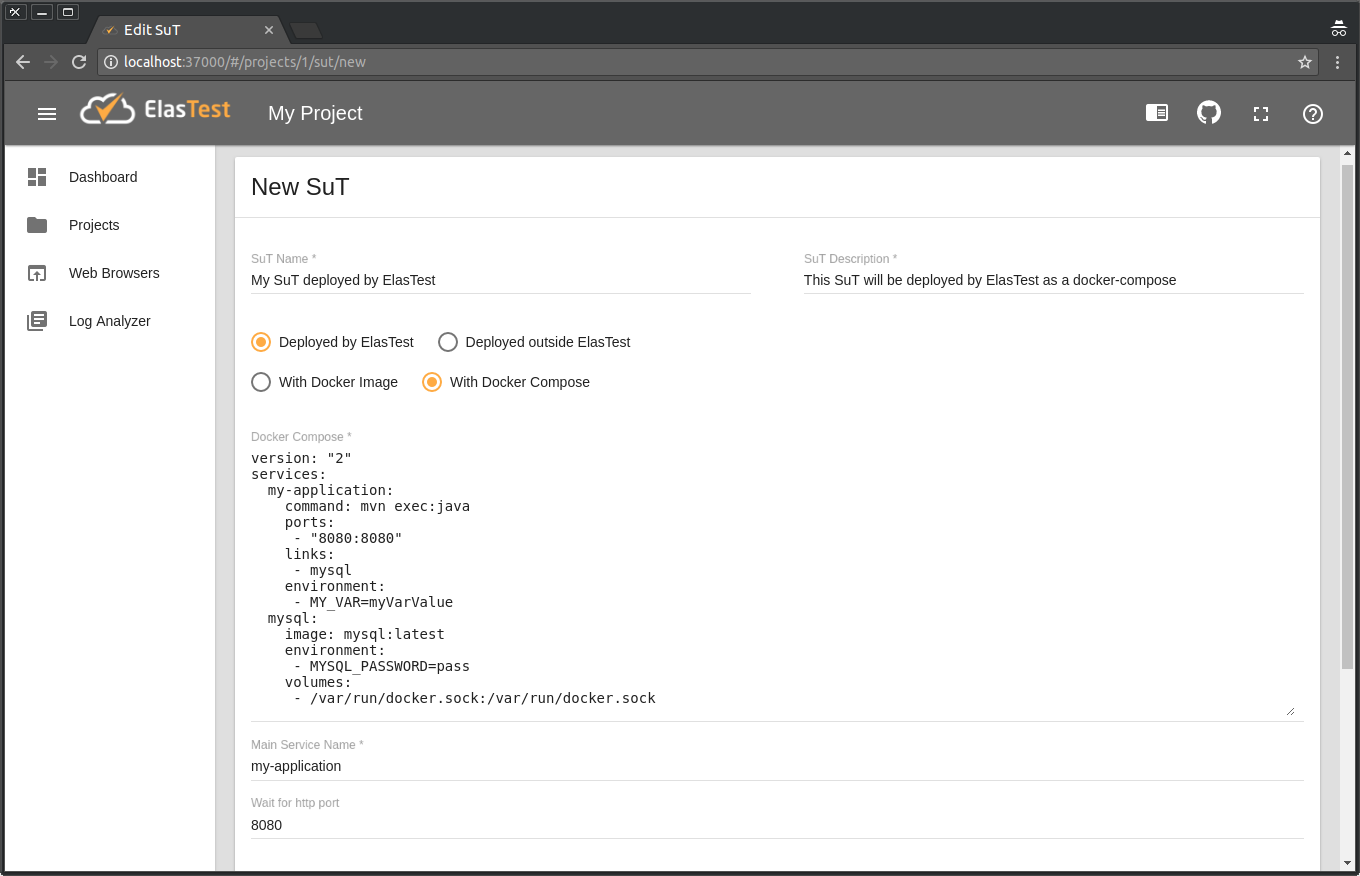 Edit SuT
localhost:37000/#/projects/1/sut/new
ElasTest
My Project
Dashboard
Projects
Web Browsers
Log Analyzer
New SuT
SuT Name *
My SuT deployed by ElasTest
SuT Description *
This SuT will be deployed by ElasTest as a docker-compose
Deployed by ElasTest
Deployed outside ElasTest
With Docker Image
With Docker Compose
Docker Compose *
version: "2"
services:
  my-application:
    command: mvn exec:java
    ports:
     - "8080:8080"
    links:
     - mysql
    environment:
     - MY_VAR=myVarValue
  mysql:
    image: mysql:latest
    environment:
     - MYSQL_PASSWORD=pass
    volumes:
     - /var/run/docker.sock:/var/run/docker.sock
Main Service Name *
my-application
Wait for http port
8080